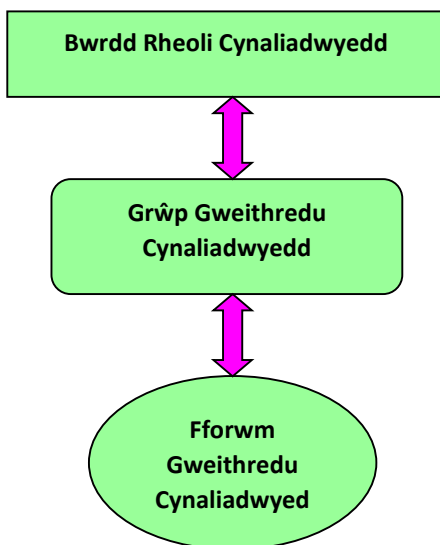 Bwrdd Rheoli Cynaliadwyedd
Grŵp Gweithredu
Cynaliadwyedd
Fforwm
Gweithredu
Cynaliadwyed